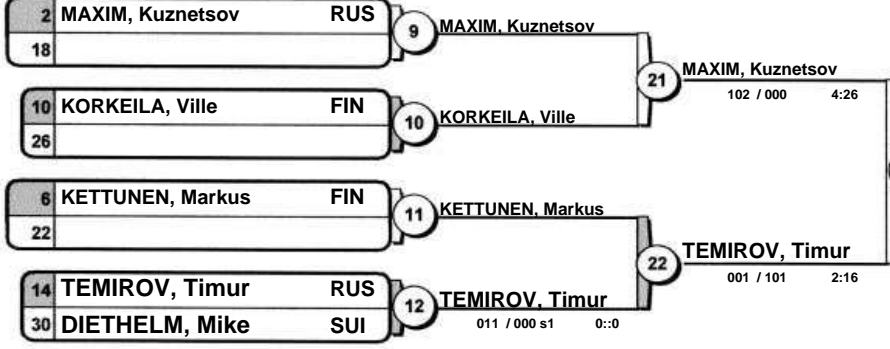 2 MAXIM, Kuznetsov RUS
18
9
MAXIM, Kuznetsov
10 KORKEILA, Ville FIN
26
10
KORKEILA, Ville
21
MAXIM, Kuznetsov
102 / 000 4:26
6 KETTUNEN, Markus FIN
22
11
KETTUNEN, Markus
14 TEMIROV, Timur RUS
30 DIETHELM, Mike SUI
12
TEMIROV, Timur
011 / 000 s1 0::0
22
TEMIROV, Timur
001 / 101 2:16